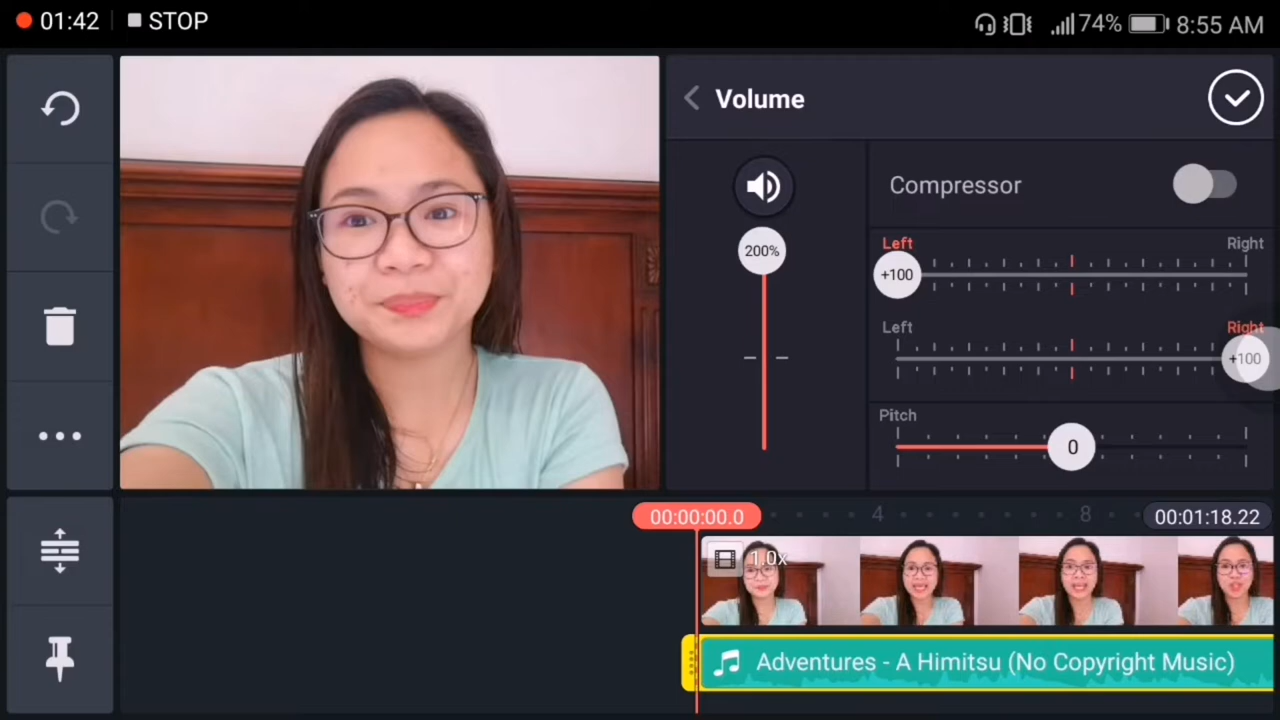 01:42 STOP 74% 8:55 AM
Volume
Compressor
200%
Left Right
+100
Left Right
+100
Pitch
0
00:00:00.0 4 8 00:01:18.22
1.0x
Adventures - A Himitsu (No Copyright Music)